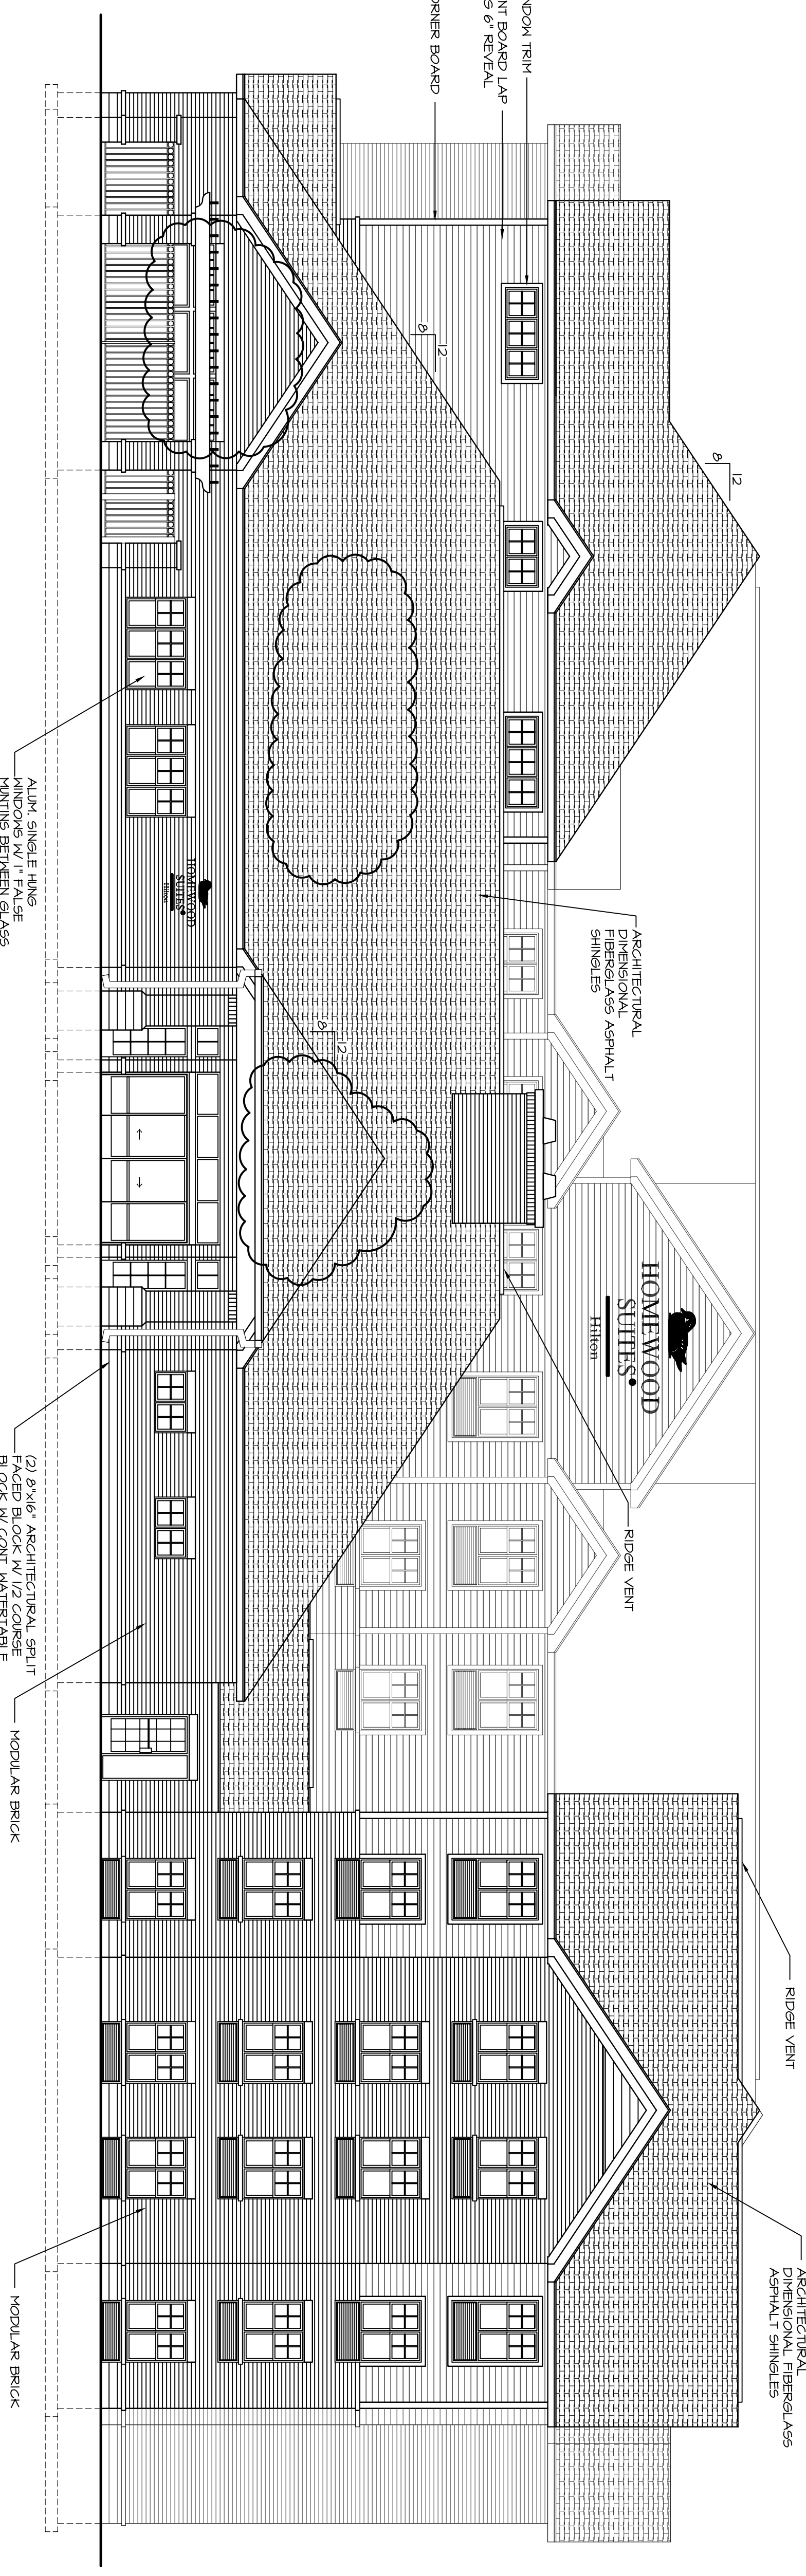 NDOW TRIM
NT BOARD LAP
S 6" REVEAL
ORNER BOARD
12
8
12
8
12
8
ARCHITECTURAL
DIMENSIONAL
FIBERGLASS ASPHALT
SHINGLES
HOMEWOOD
SUITES
Hilton
RIDGE VENT
RIDGE VENT
ARCHITECTURAL
DIMENSIONAL FIBERGLASS
ASPHALT SHINGLES
HOMEWOOD
SUITES
Hilton
ALUM. SINGLE HUNG
WINDOWS W/ 1" FALSE
MUNTINS BETWEEN GLASS
(2) 8"x16" ARCHITECTURAL SPLIT
FACED BLOCK W/ 1/2 COURSE
BLOCK W/ CONT. WATERTABLE
MODULAR BRICK
MODULAR BRICK